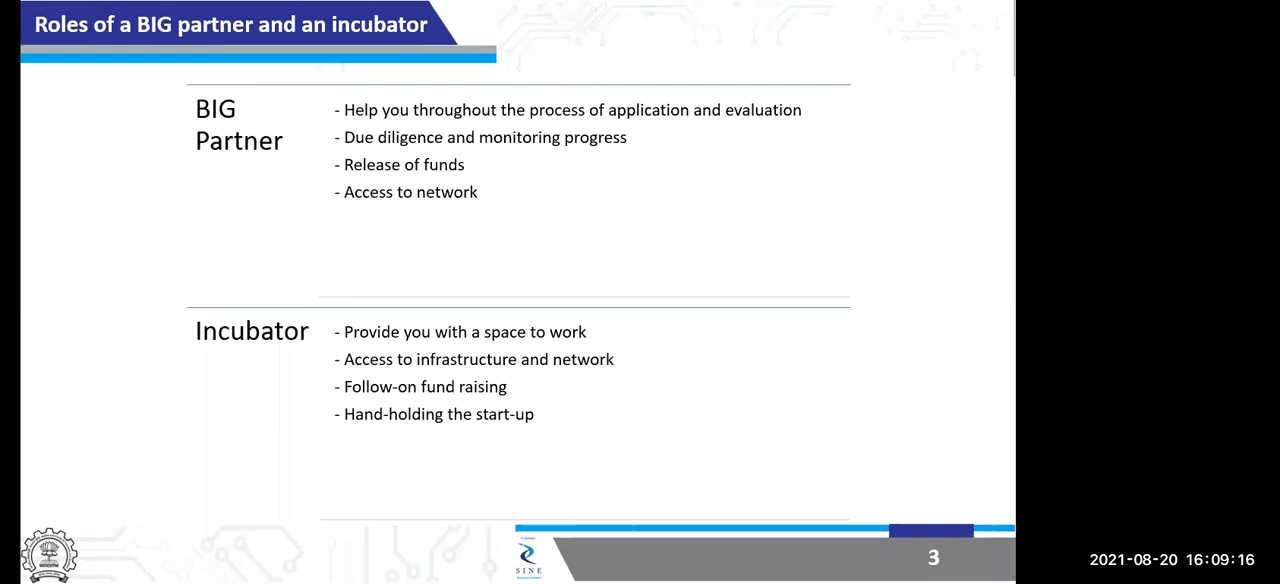 Roles of a BIG partner and an incubator
BIG
Partner
- Help you throughout the process of application and evaluation
- Due diligence and monitoring progress
- Release of funds
- Access to network
Incubator
- Provide you with a space to work
- Access to infrastructure and network
- Follow-on fund raising
- Hand-holding the start-up
SINE
3
2021-08-20 16:09:16